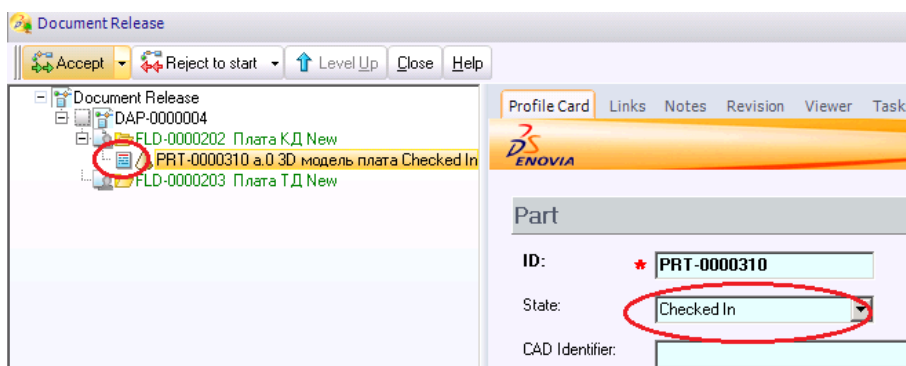 Document Release
Accept Reject to start Level Up Close Help
Document Release
DAP-0000004
FLD-0000202 Плата КД New
PRT-0000310 a.0 3D модель плата Checked In
FLD-0000203 Плата ТД New
Profile Card Links Notes Revision Viewer Task
ENOVIA
Part
ID: * PRT-0000310
State: Checked In
CAD Identifier: